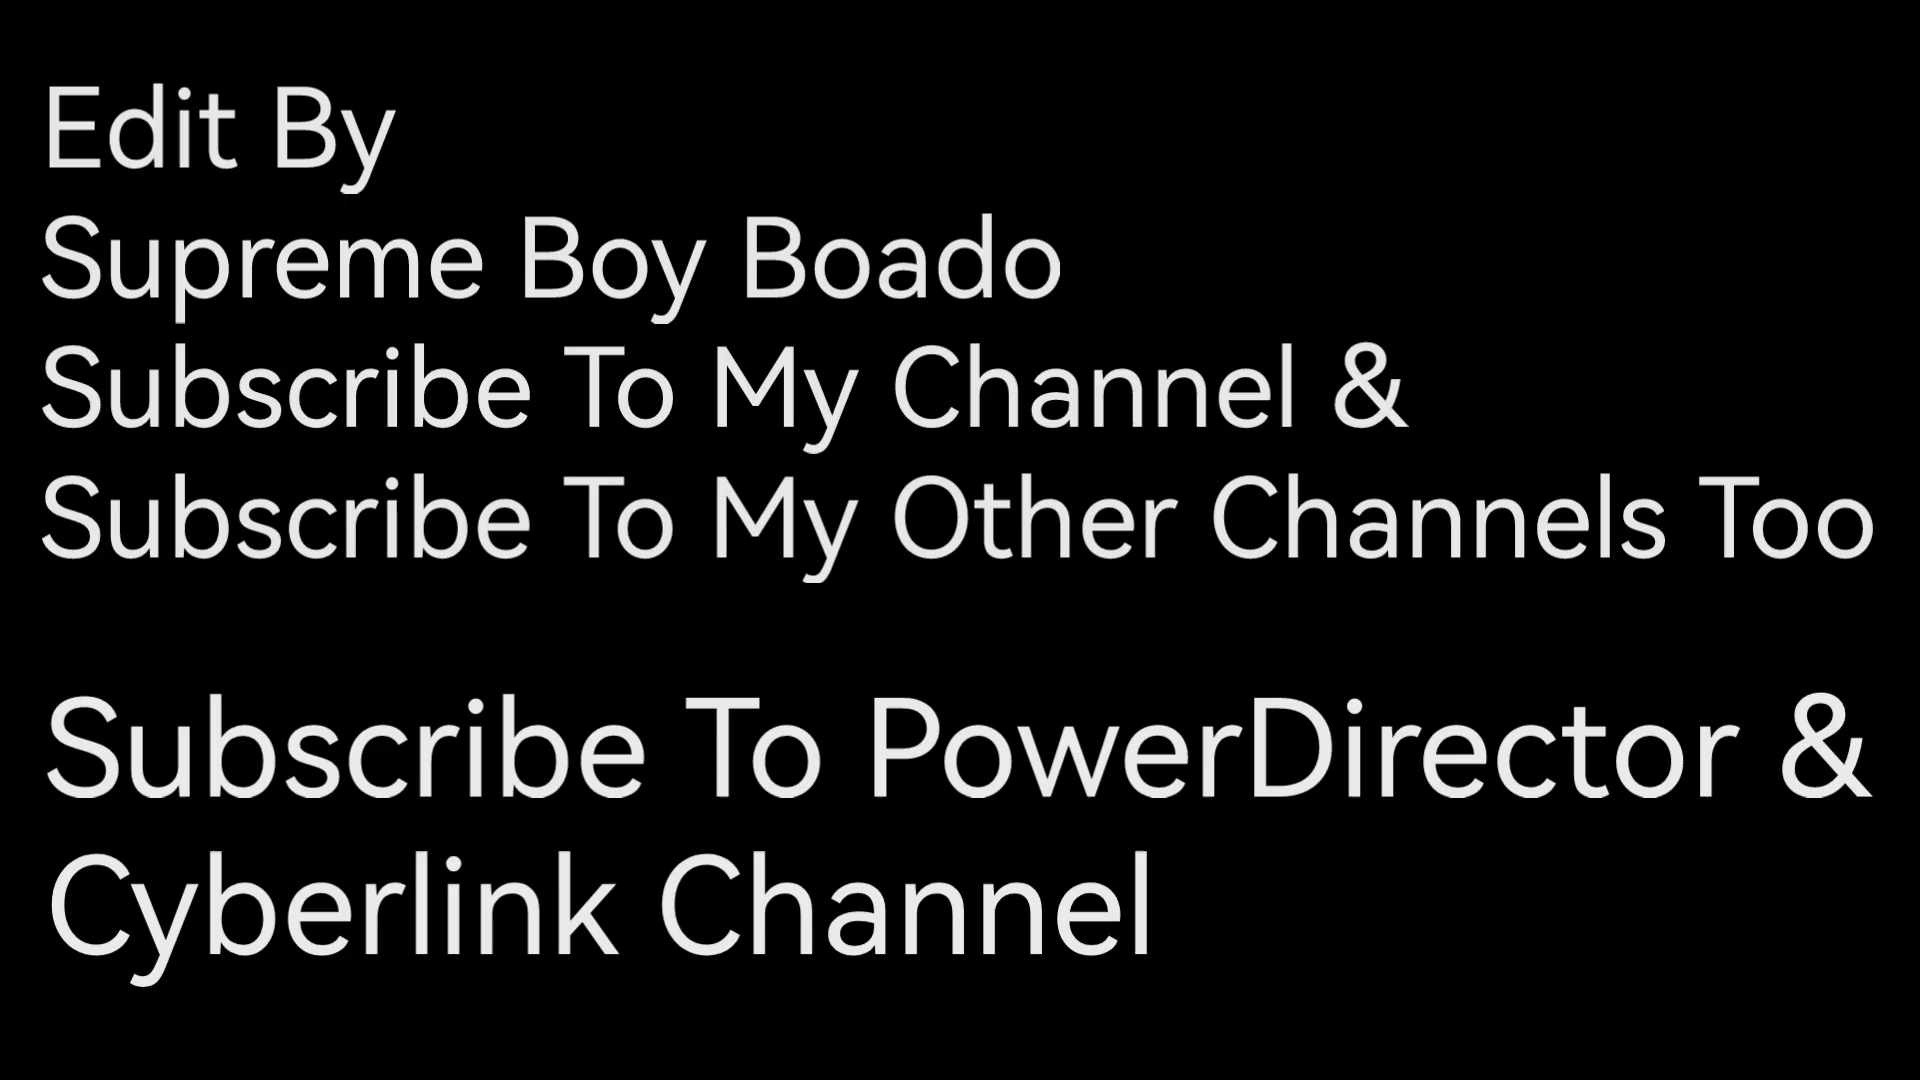 Edit By
Supreme Boy Boado
Subscribe To My Channel &
Subscribe To My Other Channels Too
Subscribe To PowerDirector &
Cyberlink Channel